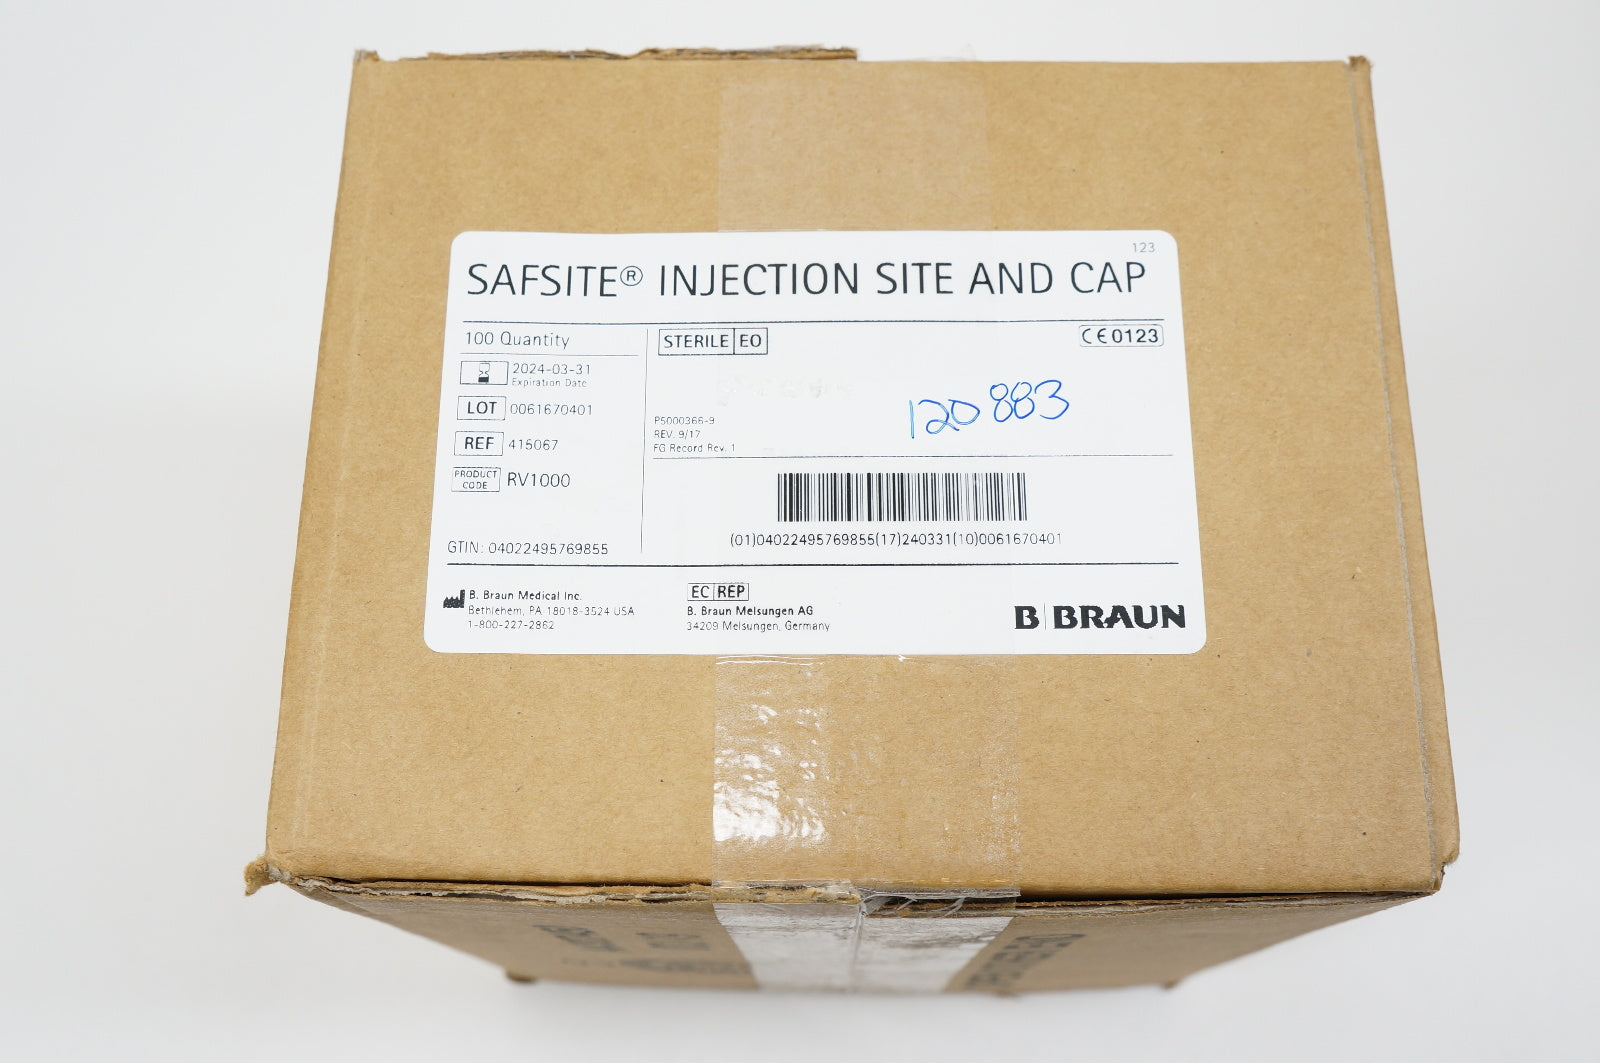 123
SAFSITE® INJECTION SITE AND CAP
100 Quantity
2024-03-31
Expiration Date
LOT 0061670401
REF 415067
PRODUCT CODE RV1000
GTIN: 04022495769855
STERILE EO
CE 0123
120883
PS000366-9
REV. 9/17
FG Record Rev. 1
(01)04022495769855(17)240331(10)0061670401
B. Braun Medical Inc.
Bethlehem, PA 18018-3524 USA
1-800-227-2862
EC REP
B. Braun Melsungen AG
34209 Melsungen, Germany
B BRAUN